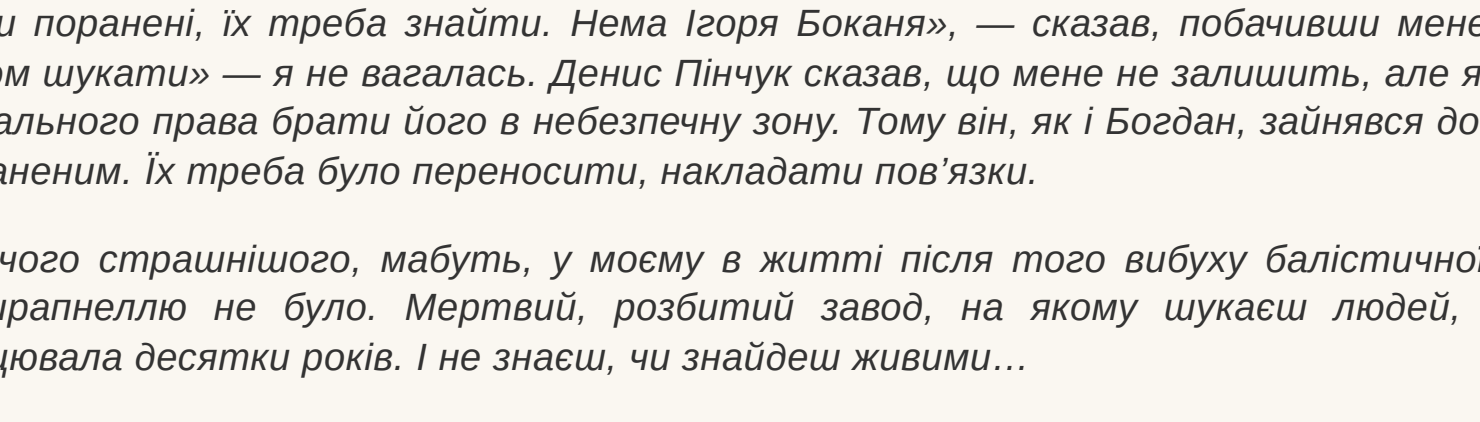 и поранені, їх треба знайти. Нема Ігоря Боканя», — сказав, побачивши мене
ом шукати» — я не вагалась. Денис Пінчук сказав, що мене не залишить, але я
ального права брати його в небезпечну зону. Тому він, як і Богдан, зайнявся до
аненим. Їх треба було переносити, накладати пов’язки.
чого страшнішого, мабуть, у моєму в житті після того вибуху балістичної
рапнеллю не було. Мертвий, розбитий завод, на якому шукаєш людей,
цювала десятки років. І не знаєш, чи знайдеш живими…